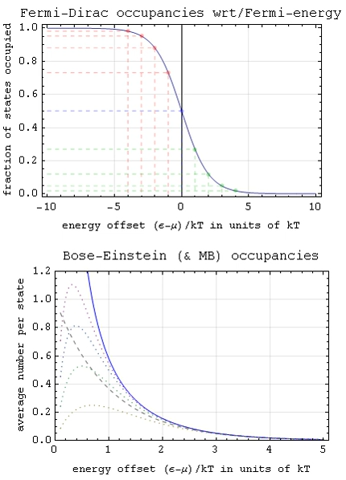 Fermi-Dirac occupancies wrt/Fermi-energy
fraction of states occupied
1.0
0.8
0.6
0.4
0.2
0.0
-10 -5 0 5 10
energy offset (ϵ-μ)/kT in units of kT
Bose-Einstein (& MB) occupancies
average number per state
1.2
1.0
0.8
0.6
0.4
0.2
0.0
0 1 2 3 4 5
energy offset (ϵ-μ)/kT in units of kT